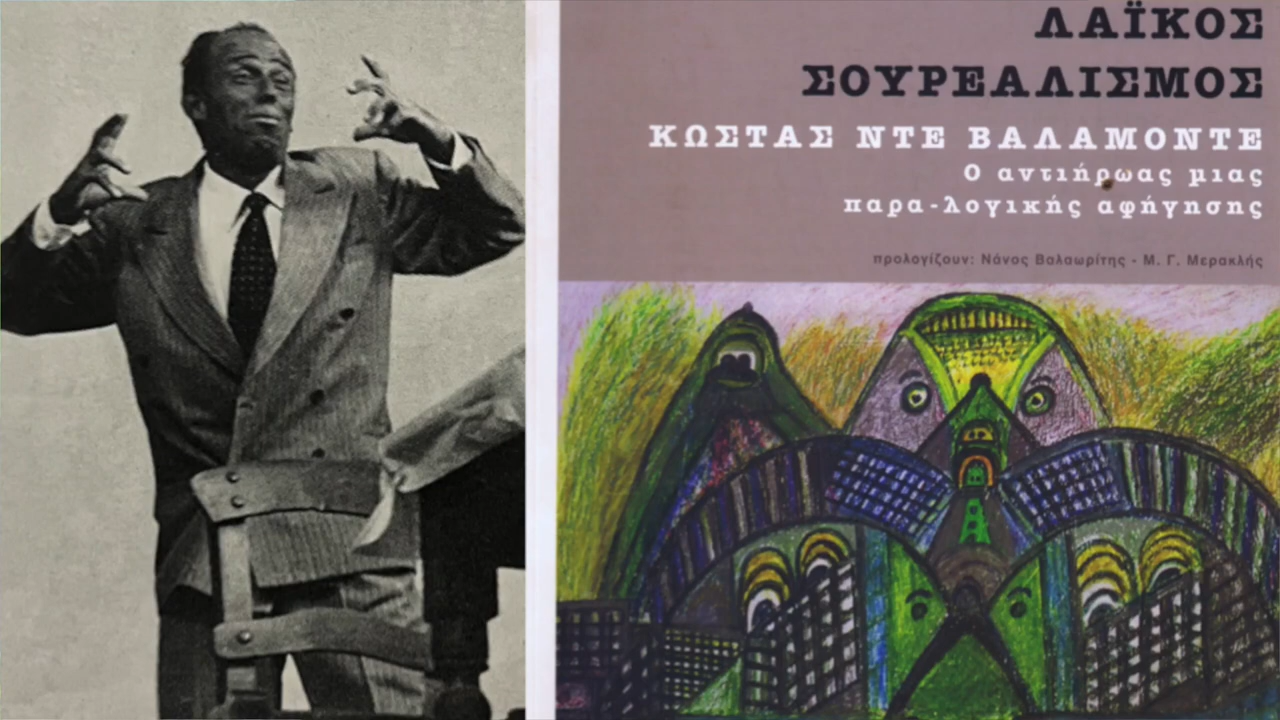 ΛΑΪΚΟΣ
ΣΟΥΡΕΑΛΙΣΜΟΣ
ΚΩΣΤΑΣ ΝΤΕ ΒΑΛΑΜΟΝΤΕ
Ο αντιήρωας μιας
παρα-λογικής αφήγησης
προλογίζουν: Νάνος Βαλαωρίτης - Μ. Γ. Μερακλής